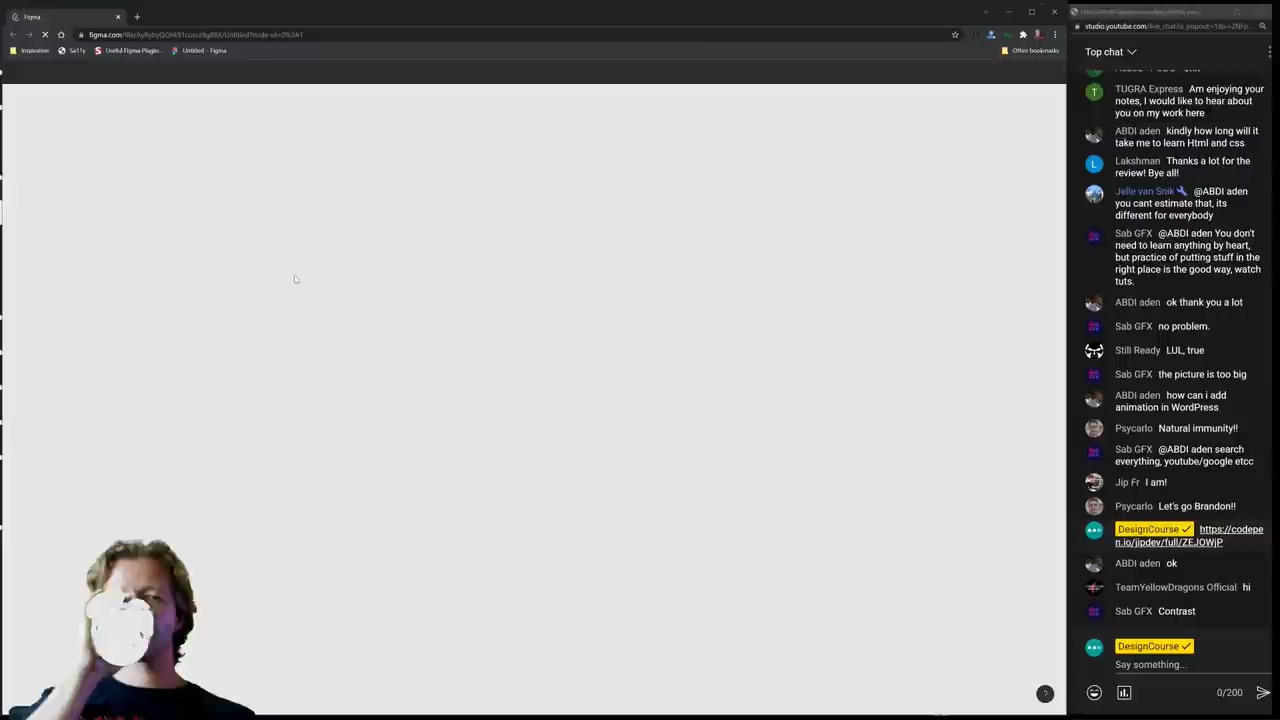 Figma
figma.com/file/
Inspiration
Sa11y
Useful Figma Plugin...
Untitled - Figma
Other bookmarks
?
studio.youtube.com/live_chat?is_popout=1&v=
Top chat
TUGRA Express Am enjoying your
notes, I would like to hear about
you on my work here
ABDI aden kindly how long will it
take me to learn Html and css
Lakshman Thanks a lot for the
review! Bye all!
Jelle van Snik @ABDI aden
you cant estimate that, its
different for everybody
Sab GFX @ABDI aden You don't
need to learn anything by heart,
but practice of putting stuff in the
right place is the good way, watch
tuts.
ABDI aden ok thank you a lot
Sab GFX no problem.
Still Ready LUL, true
Sab GFX the picture is too big
ABDI aden how can i add
animation in WordPress
Psycarlo Natural immunity!!
Sab GFX @ABDI aden search
everything, youtube/google etcc
Jip Fr I am!
Psycarlo Let's go Brandon!!
DesignCourse https://codepe
n.io/jipdev/full/ZEJOWjP
ABDI aden ok
TeamYellowDragons Official hi
Sab GFX Contrast
DesignCourse
Say something...
0/200